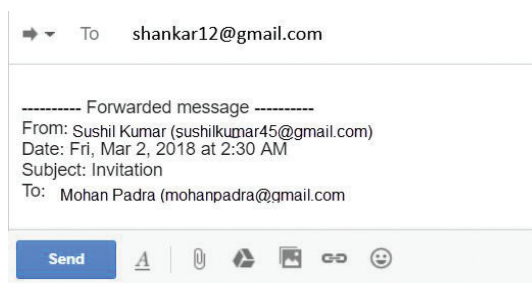 To shankar12@gmail.com
---------- Forwarded message ----------
From: Sushil Kumar (sushilkumar45@gmail.com)
Date: Fri, Mar 2, 2018 at 2:30 AM
Subject: Invitation
To: Mohan Padra (mohanpadra@gmail.com
Send A